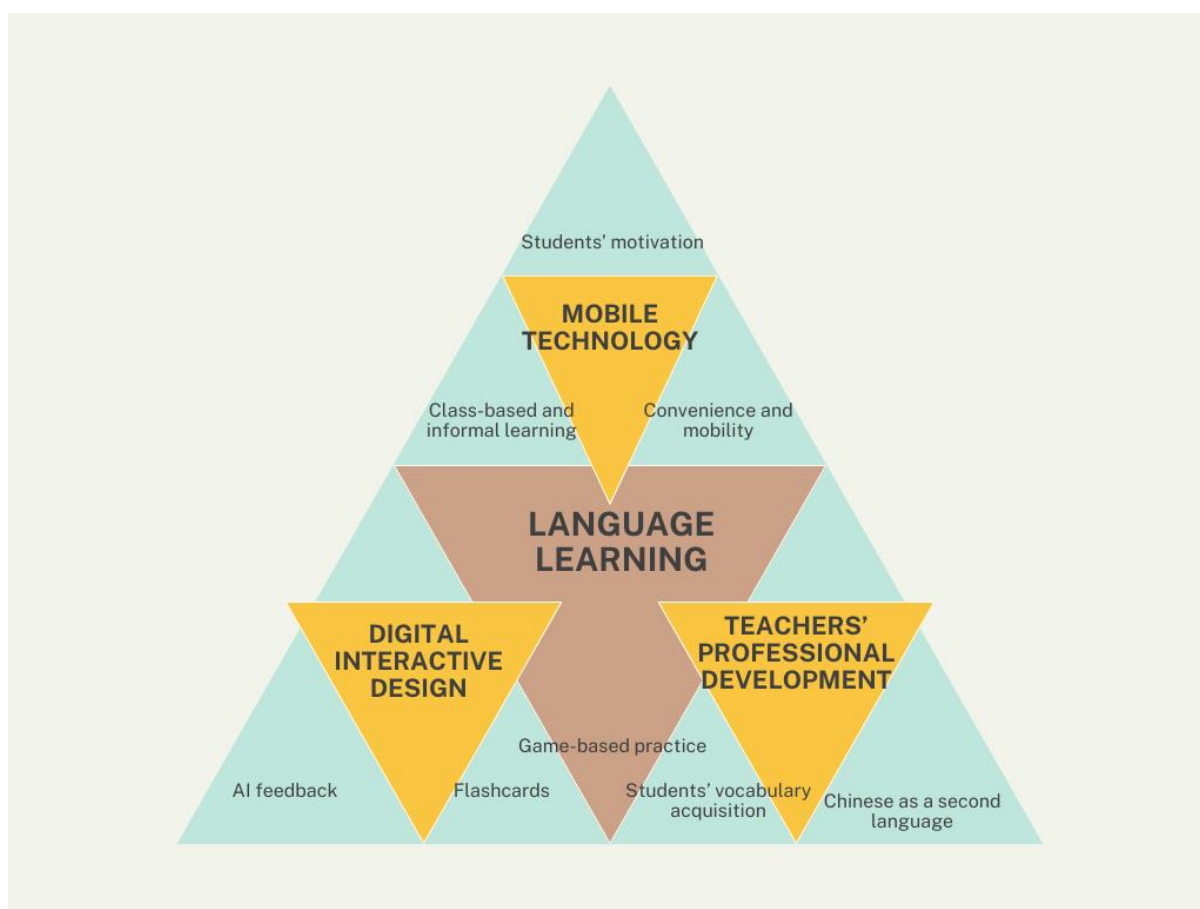 Students’ motivation
MOBILE
TECHNOLOGY
Class-based and
informal learning
Convenience and
mobility
LANGUAGE
LEARNING
DIGITAL
INTERACTIVE
DESIGN
TEACHERS’
PROFESSIONAL
DEVELOPMENT
Game-based practice
AI feedback
Flashcards
Students’ vocabulary
acquisition
Chinese as a second
language